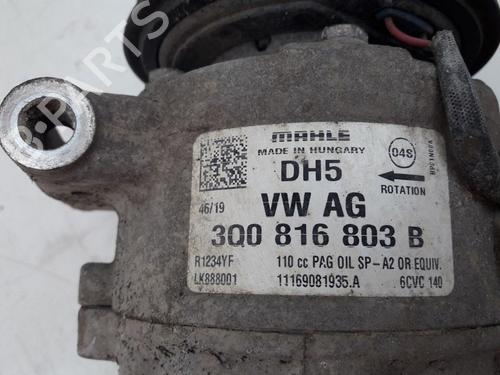 MAHLE
MADE IN HUNGARY
04S
DH5
ROTATION
46/19
VW AG
3Q0 816 803 B
R1234YF 110 cc PAG OIL SP-A2 OR EQUIV.
LK888001 11169081935.A 6CVC 140